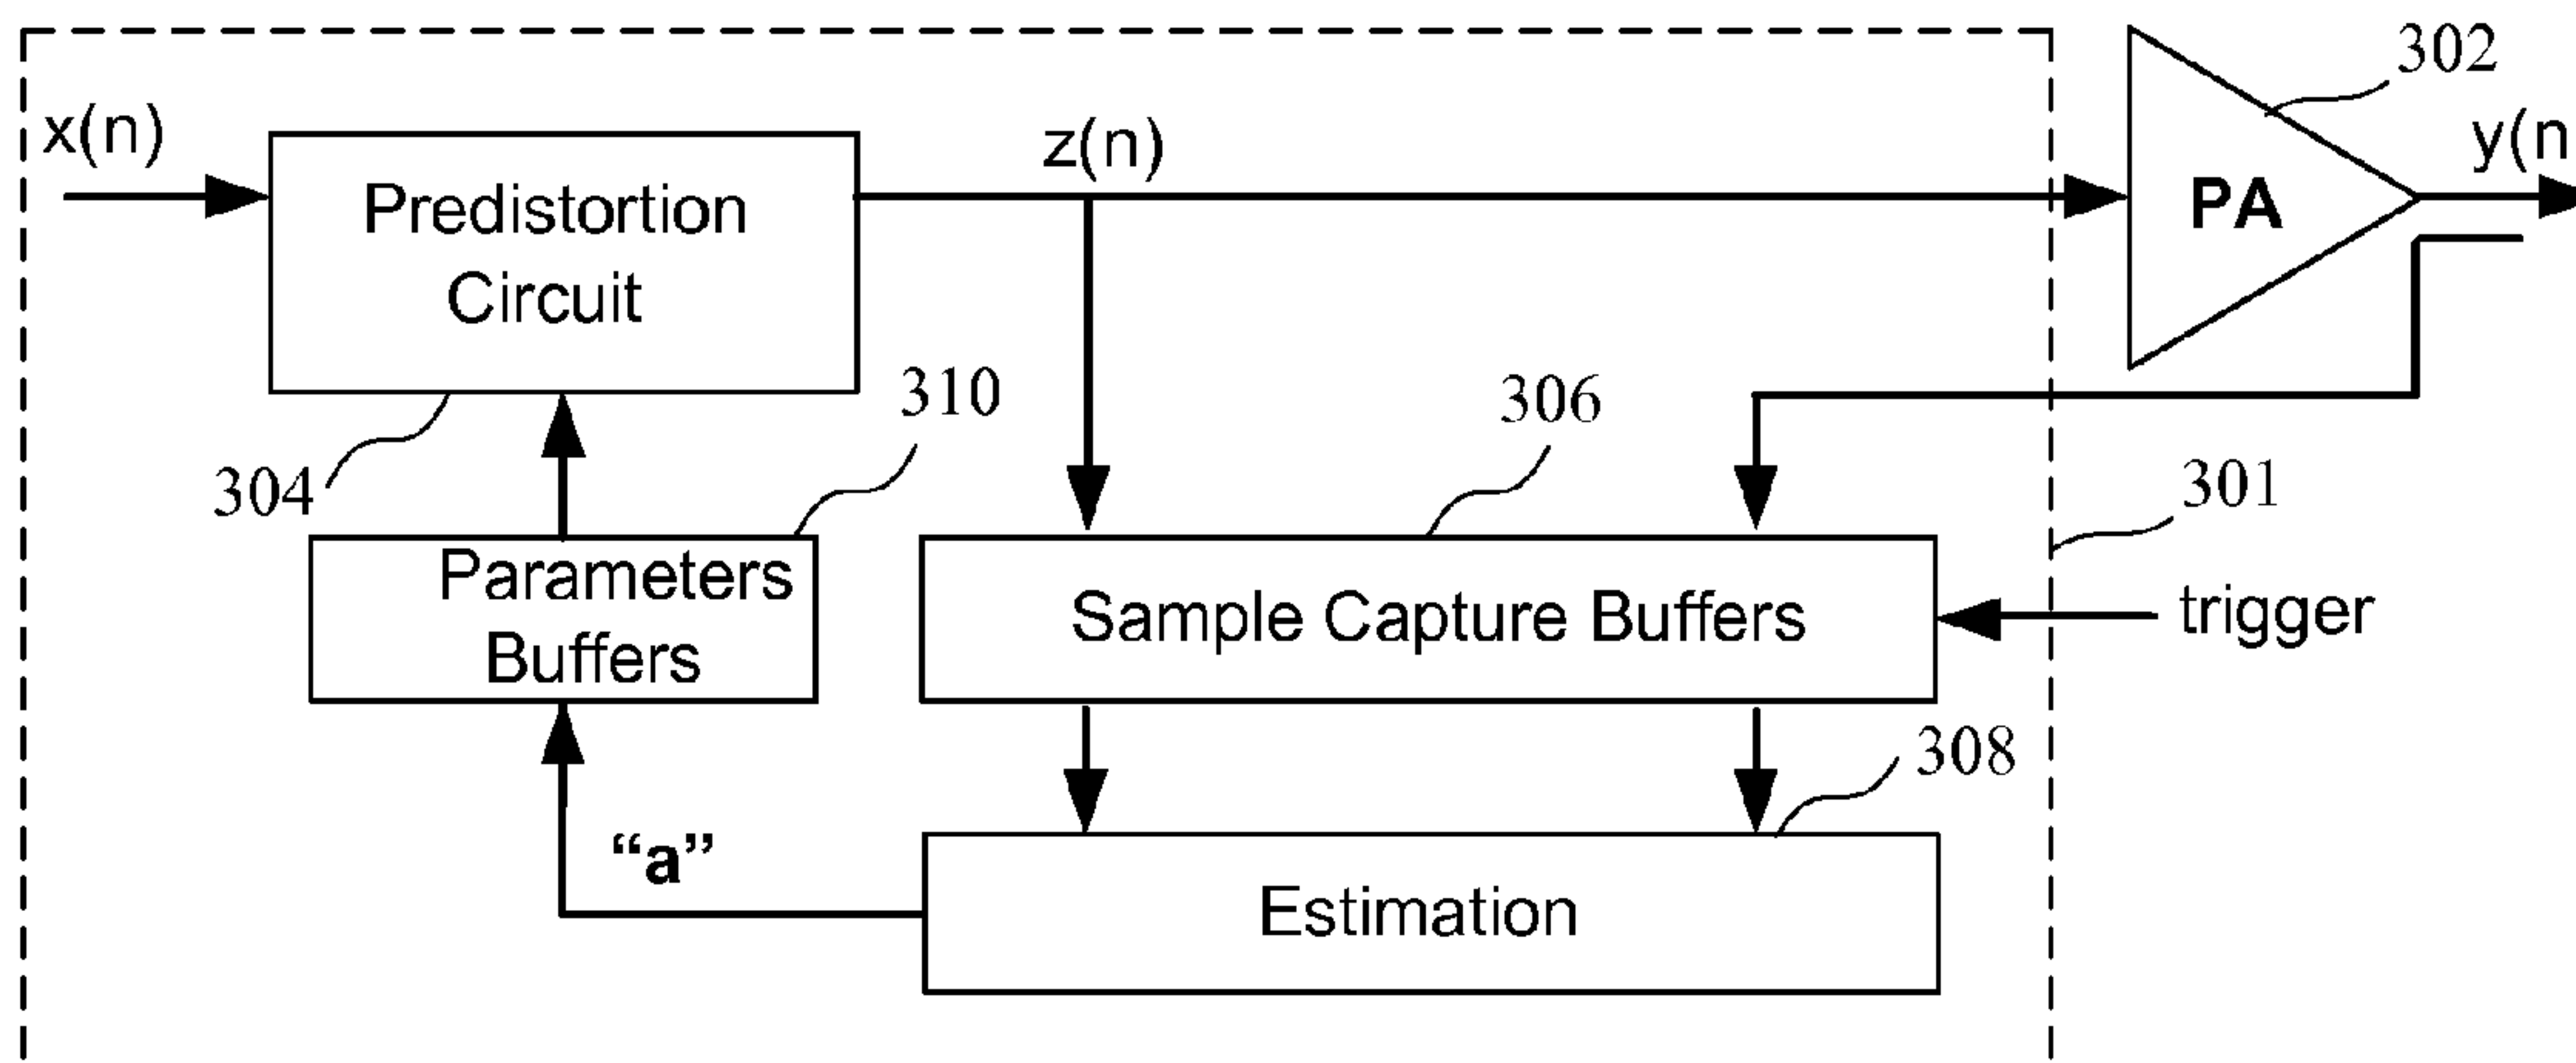 302
x(n)
z(n)
y(n
Predistortion
Circuit
PA
310
306
304
301
Parameters
Buffers
Sample Capture Buffers
trigger
308
“a”
Estimation